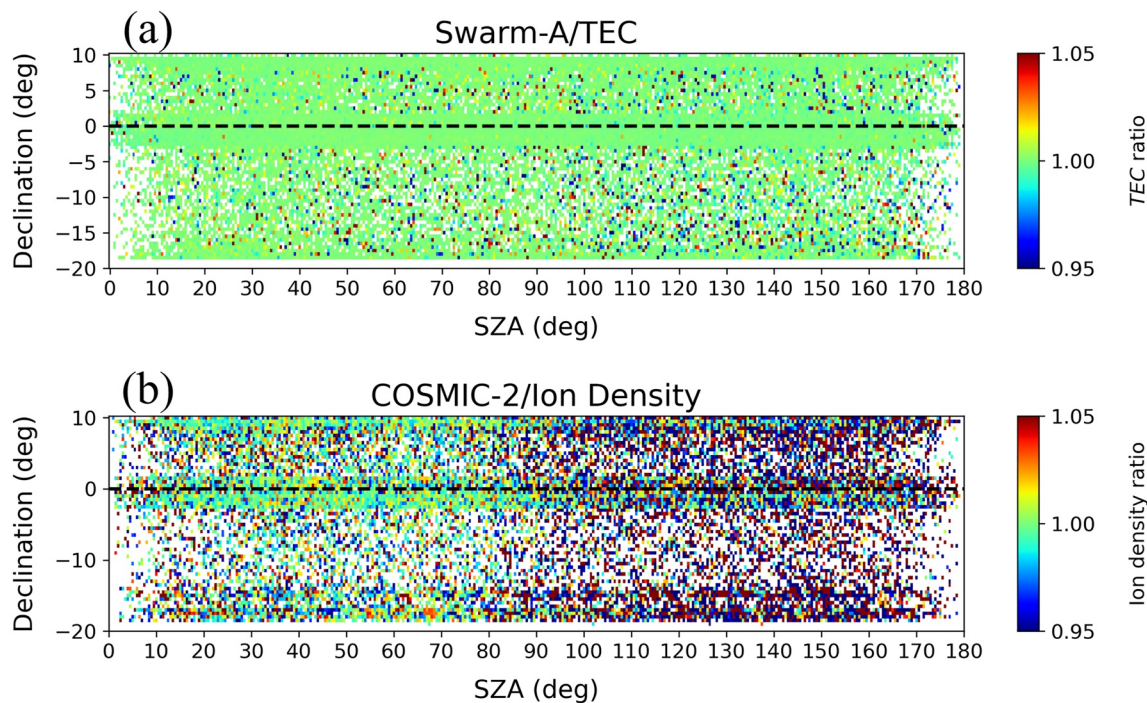 (a)
Swarm-A/TEC
Declination (deg)
10
5
0
−5
−10
−15
−20
0 10 20 30 40 50 60 70 80 90 100 110 120 130 140 150 160 170 180
SZA (deg)
1.05
1.00
0.95
TEC ratio
(b)
COSMIC-2/Ion Density
Declination (deg)
10
0
−10
−20
0 10 20 30 40 50 60 70 80 90 100 110 120 130 140 150 160 170 180
SZA (deg)
1.05
1.00
0.95
Ion density ratio